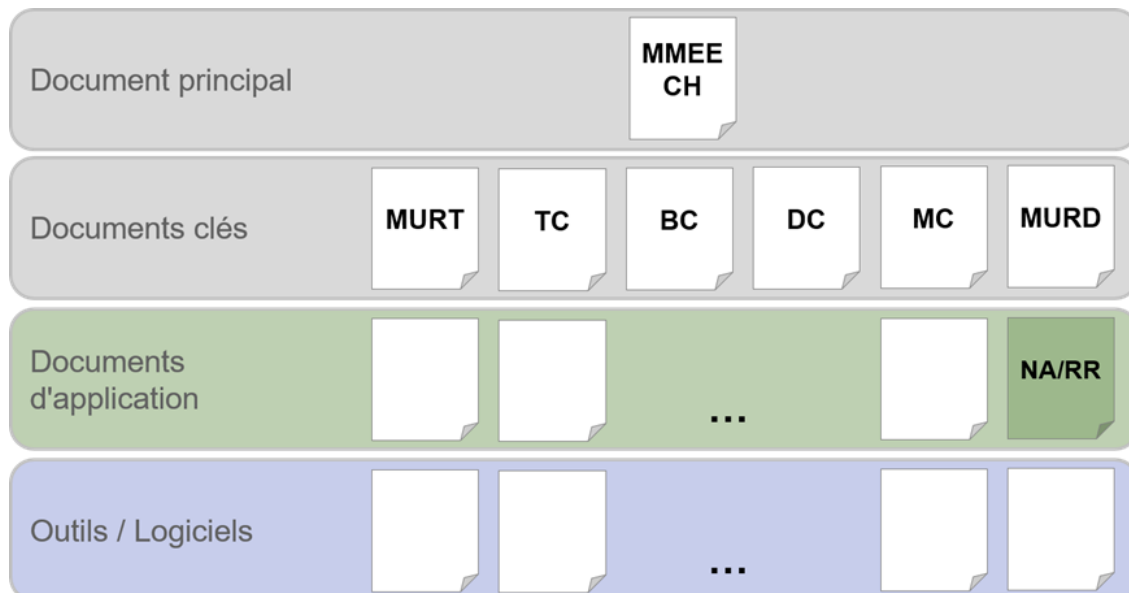 Document principal
MMEE
CH
Documents clés
MURT
TC
BC
DC
MC
MURD
Documents
d'application
...
NA/RR
Outils / Logiciels
...